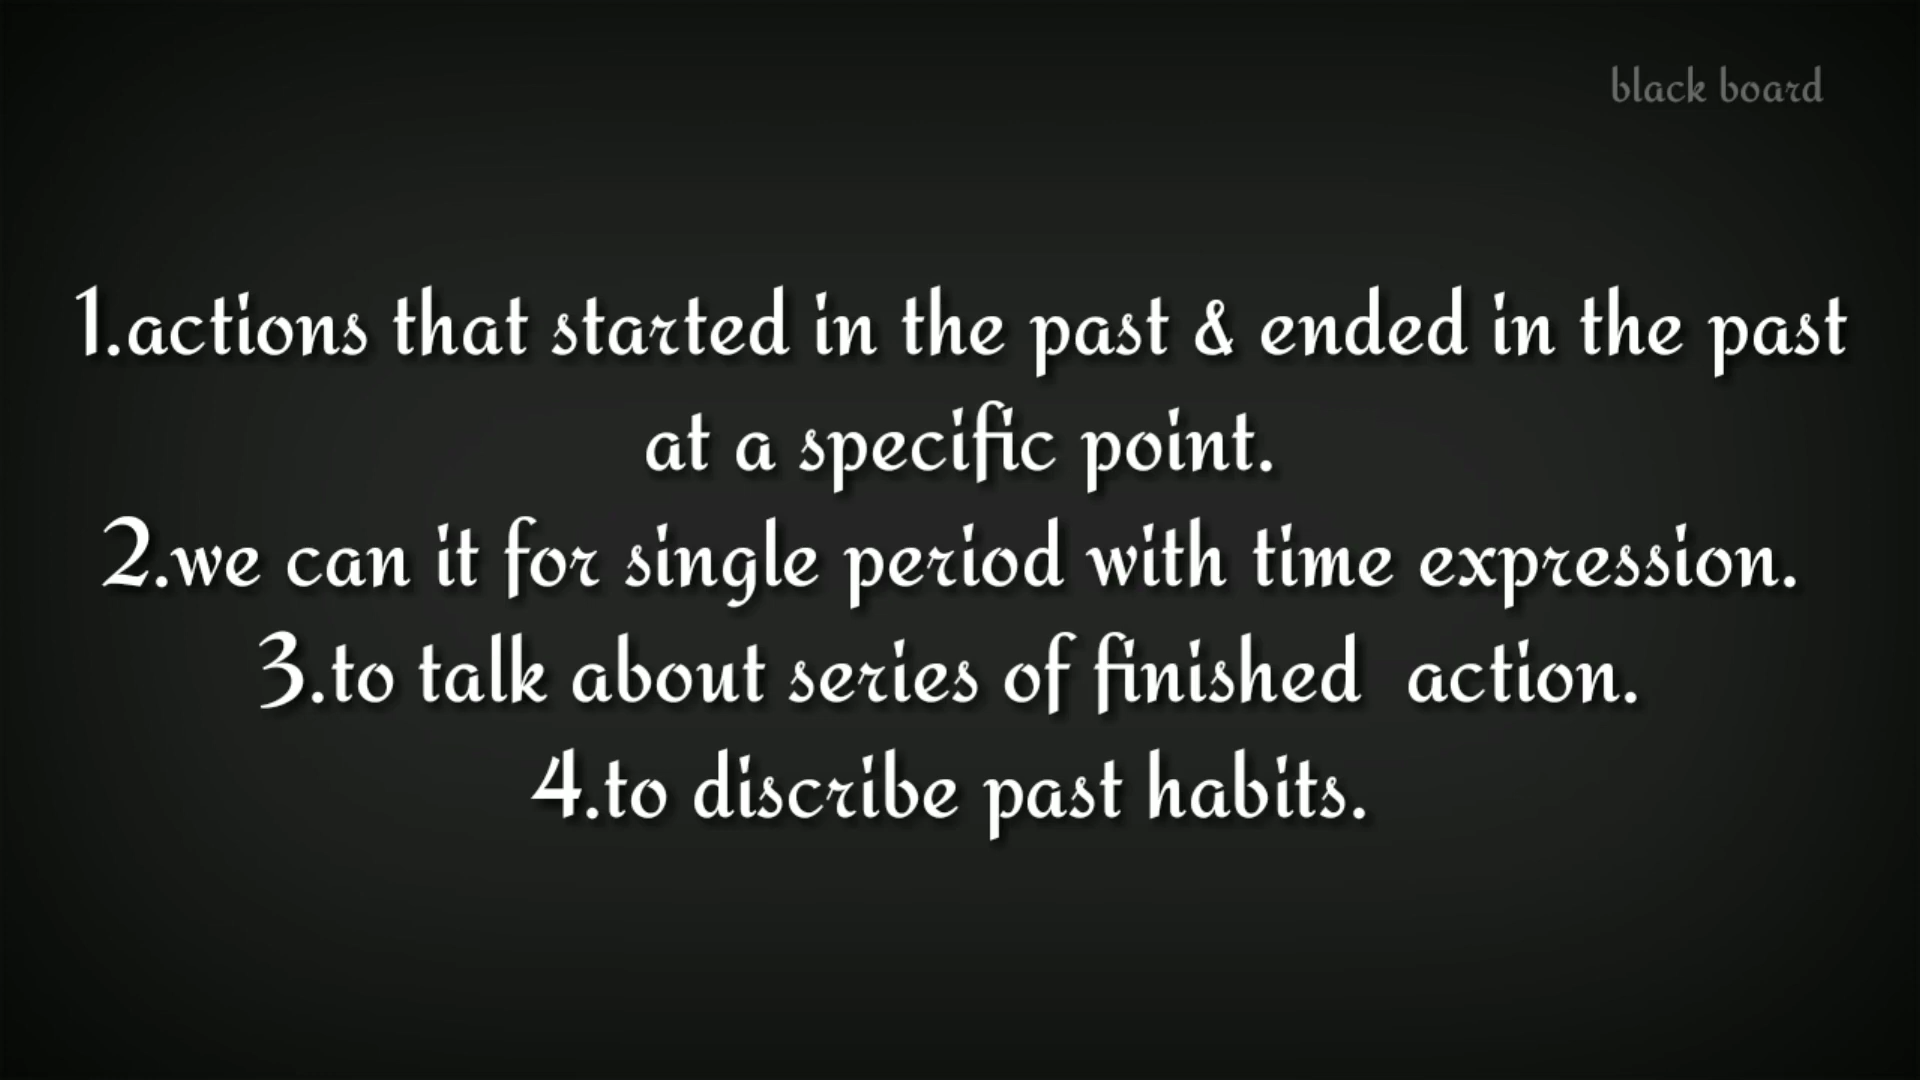 black board
1.actions that started in the past & ended in the past
at a specific point.
2.we can it for single period with time expression.
3.to talk about series of finished  action.
4.to discribe past habits.